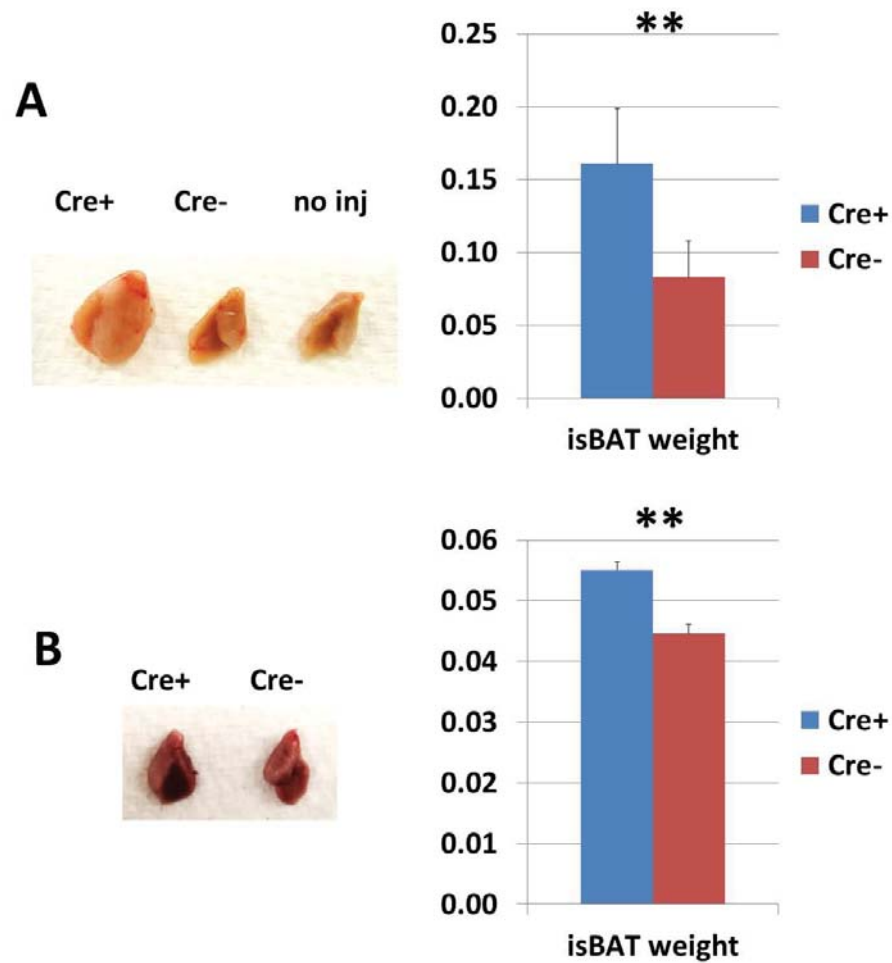 A
Cre+ Cre- no inj
**
0.25
0.20
0.15
0.10
0.05
0.00
isBAT weight
Cre+
Cre-
B
Cre+ Cre-
**
0.06
0.05
0.04
0.03
0.02
0.01
0.00
isBAT weight
Cre+
Cre-